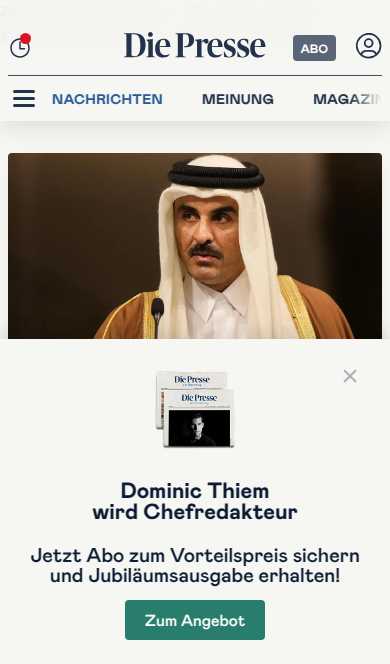 Die Presse
ABO
NACHRICHTEN
MEINUNG
MAGAZIN
Die Presse
Die Presse
Dominic Thiem
wird Chefredakteur
Jetzt Abo zum Vorteilspreis sichern
und Jubiläumsausgabe erhalten!
Zum Angebot